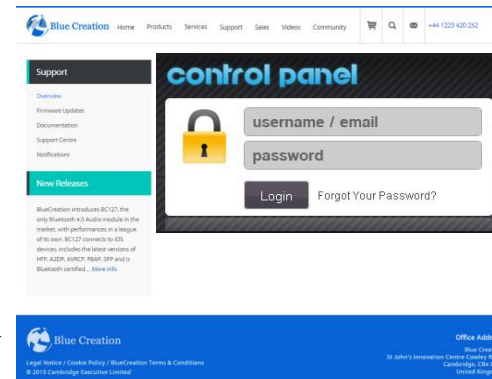 Blue Creation
Home Products Services Support Sales Videos Community +44 1223 420 252
Support
Overview
Firmware Updates
Documentation
Support Centre
Notifications
New Releases
BlueCreation introduces BC127, the
only Bluetooth 4.0 Audio module in the
market, with performances in a league
of its own. BC127 connects to iOS
devices, includes the latest versions of
HFP, A2DP, AVRCP, PBAP, SPP and is
Bluetooth certified... More info
control panel
username / email
password
Login Forgot Your Password?
Blue Creation
Legal Notice / Cookie Policy / BlueCreation Terms & Conditions
© 2015 Cambridge Executive Limited
Office Addr
Blue Crea
St John's Innovation Centre Cowley R
Cambridge, CB4
United King